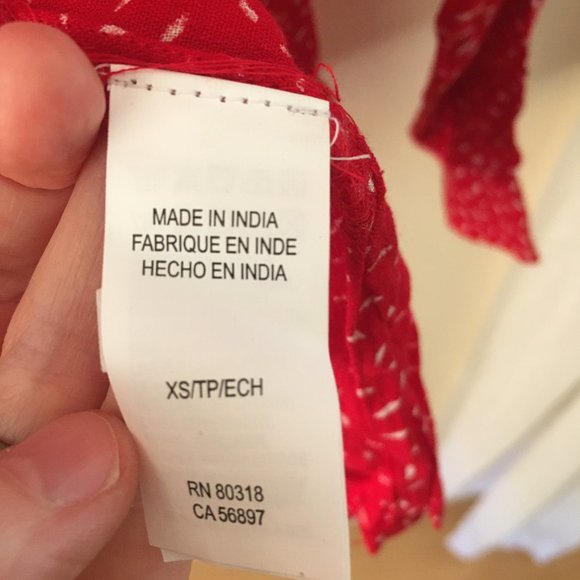 MADE IN INDIA
FABRIQUE EN INDE
HECHO EN INDIA
XS/TP/ECH
RN 80318
CA 56897